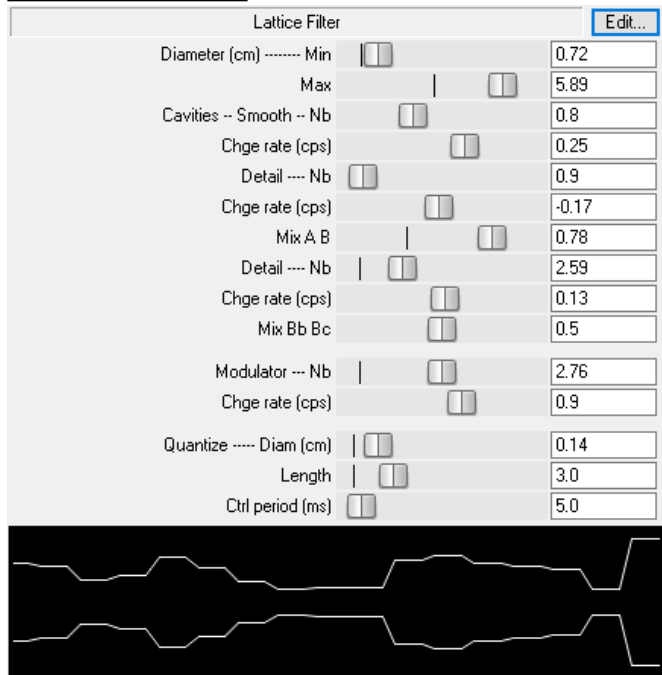 Lattice Filter Edit...
Diameter (cm) -------- Min 0.72
Max 5.89
Cavities -- Smooth -- Nb 0.8
Chge rate (cps) 0.25
Detail ---- Nb 0.9
Chge rate (cps) -0.17
Mix A B 0.78
Detail ---- Nb 2.59
Chge rate (cps) 0.13
Mix Bb Bc 0.5
Modulator --- Nb 2.76
Chge rate (cps) 0.9
Quantize ----- Diam (cm) 0.14
Length 3.0
Ctrl period (ms) 5.0